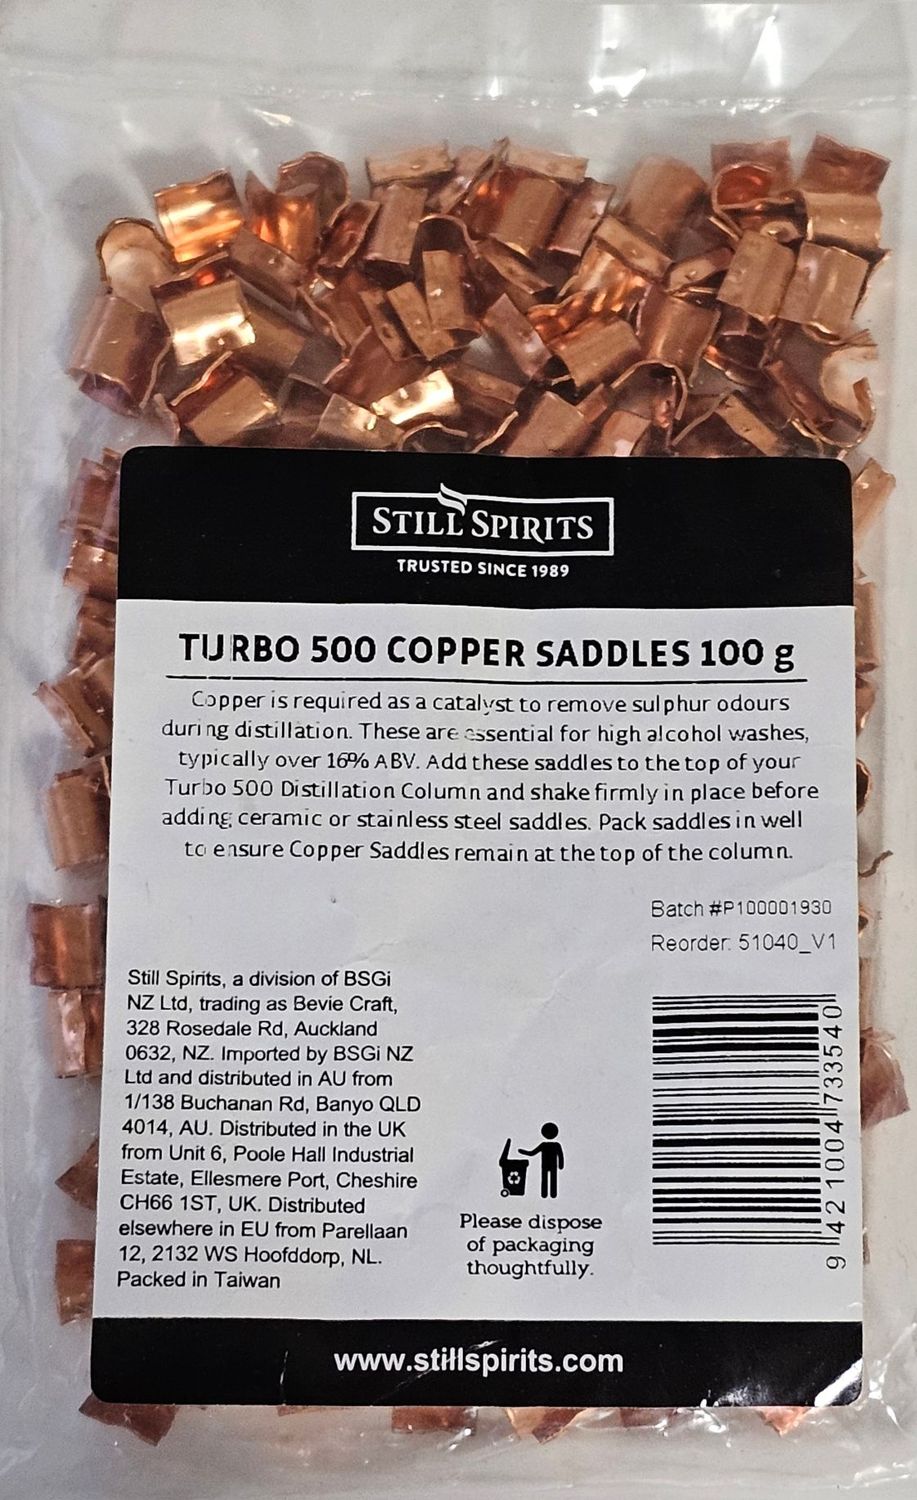 STILL SPIRITS
TRUSTED SINCE 1989
TURBO 500 COPPER SADDLES 100 g
Copper is required as a catalyst to remove sulphur odours
during distillation. These are essential for high alcohol washes,
typically over 16% ABV. Add these saddles to the top of your
Turbo 500 Distillation Column and shake firmly in place before
adding ceramic or stainless steel saddles. Pack saddles in well
to ensure Copper Saddles remain at the top of the column.
Batch #P100001930
Reorder: 51040_V1
Still Spirits, a division of BSGi
NZ Ltd, trading as Bevie Craft,
328 Rosedale Rd, Auckland
0632, NZ. Imported by BSGi NZ
Ltd and distributed in AU from
1/138 Buchanan Rd, Banyo QLD
4014, AU. Distributed in the UK
from Unit 6, Poole Hall Industrial
Estate, Ellesmere Port, Cheshire
CH66 1ST, UK. Distributed
elsewhere in EU from Parellaan
12, 2132 WS Hoofddorp, NL.
Packed in Taiwan
Please dispose
of packaging
thoughtfully.
9 421004 733540
www.stillspirits.com